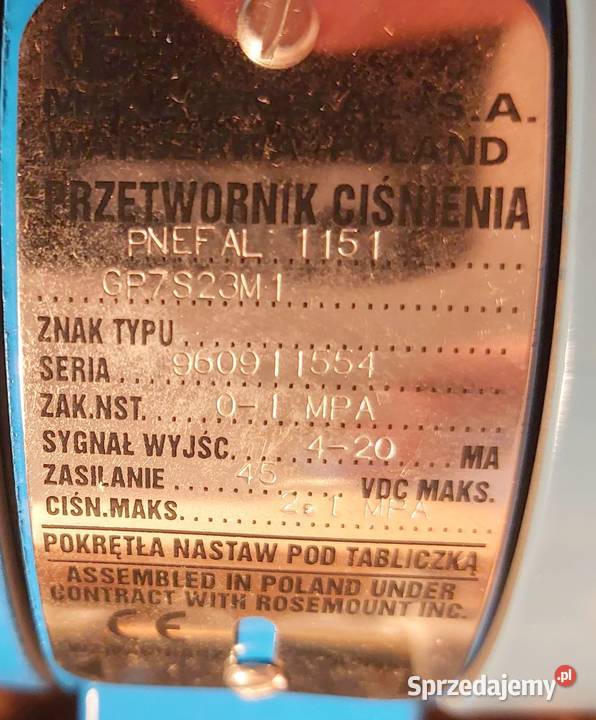 S.A.
WARSZAWA POLAND
PRZETWORNIK CIŚNIENIA
PNEFAL 1151
GP7S23M1
ZNAK TYPU
SERIA 960911554
ZAK.NST. 0-1 MPA
SYGNAŁ WYJŚC. 4-20 MA
ZASILANIE 45 VDC MAKS.
CIŚN.MAKS. MPA
POKRĘTŁA NASTAW POD TABLICZKĄ
ASSEMBLED IN POLAND UNDER
CONTRACT WITH ROSEMOUNT INC.
CE
Sprzedajemy.pl